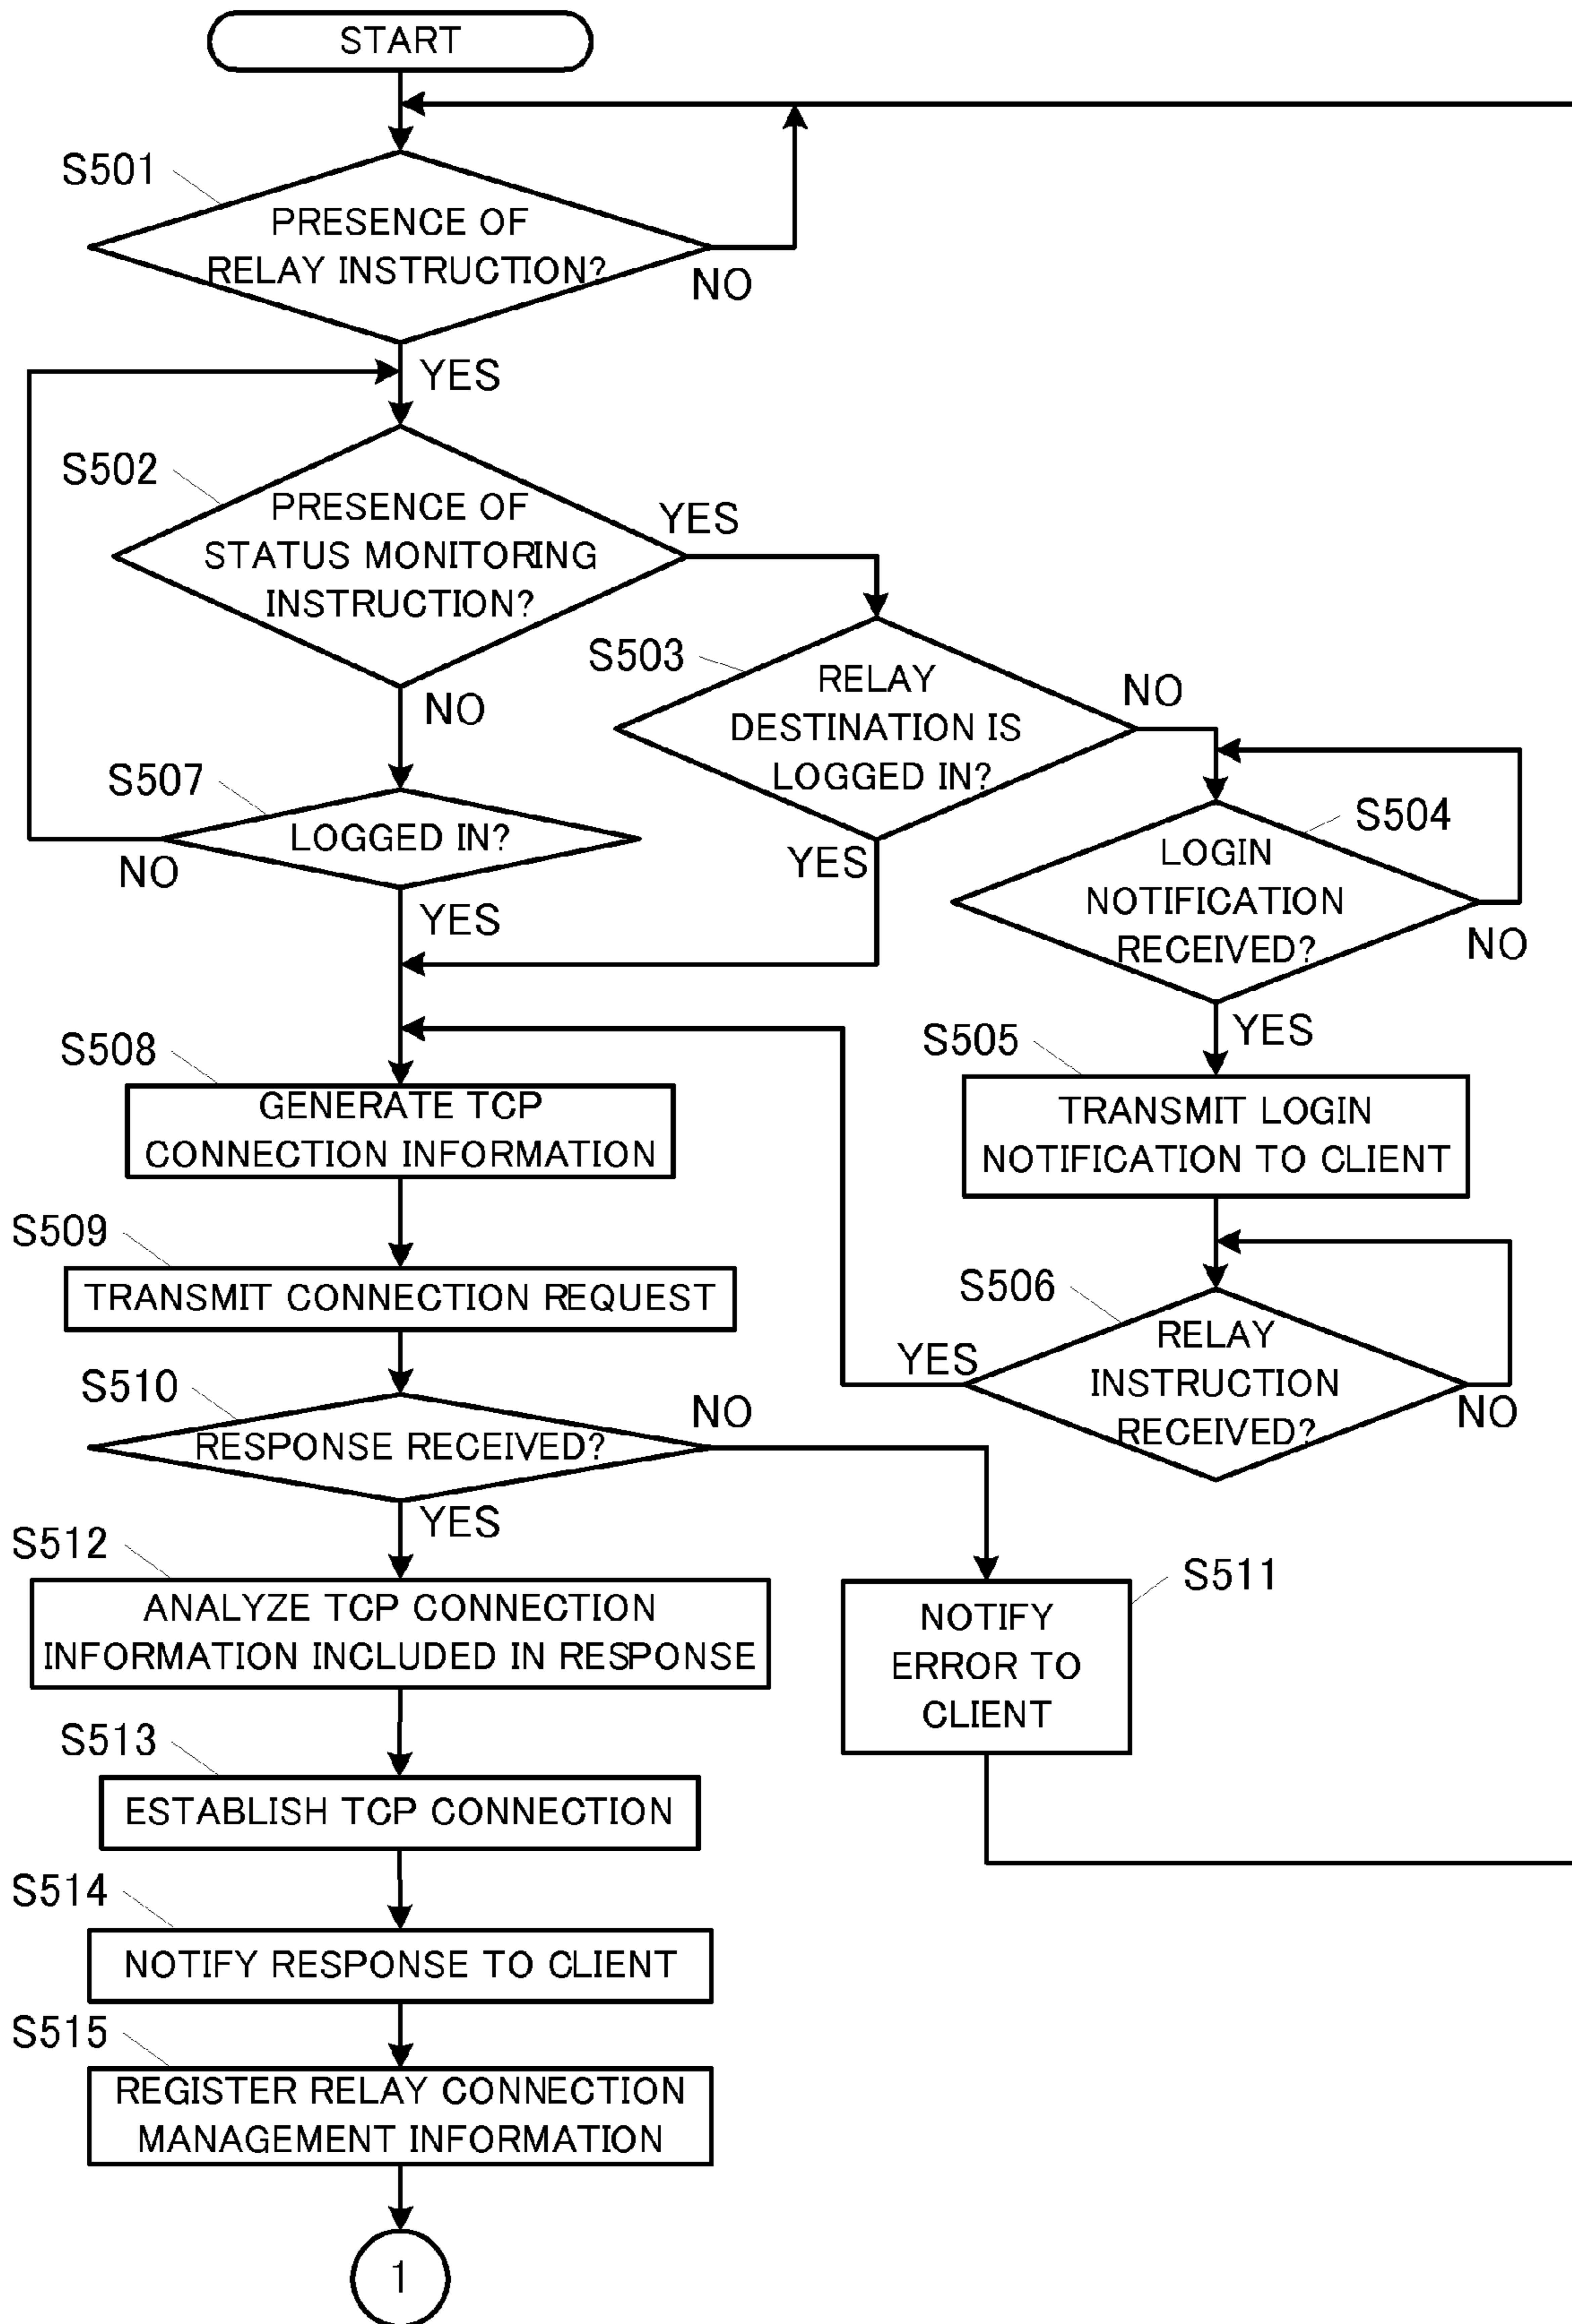 START
S501
PRESENCE OF
RELAY INSTRUCTION?
NO
YES
S502
PRESENCE OF
STATUS MONITORING
INSTRUCTION?
YES
NO
S503
RELAY
DESTINATION IS
LOGGED IN?
NO
YES
S507
LOGGED IN?
NO
YES
S504
LOGIN
NOTIFICATION
RECEIVED?
NO
YES
S508
GENERATE TCP
CONNECTION INFORMATION
S505
TRANSMIT LOGIN
NOTIFICATION TO CLIENT
S509
TRANSMIT CONNECTION REQUEST
S506
RELAY
INSTRUCTION
RECEIVED?
YES
NO
S510
RESPONSE RECEIVED?
NO
YES
S512
ANALYZE TCP CONNECTION
INFORMATION INCLUDED IN RESPONSE
S511
NOTIFY
ERROR TO
CLIENT
S513
ESTABLISH TCP CONNECTION
S514
NOTIFY RESPONSE TO CLIENT
S515
REGISTER RELAY CONNECTION
MANAGEMENT INFORMATION
1